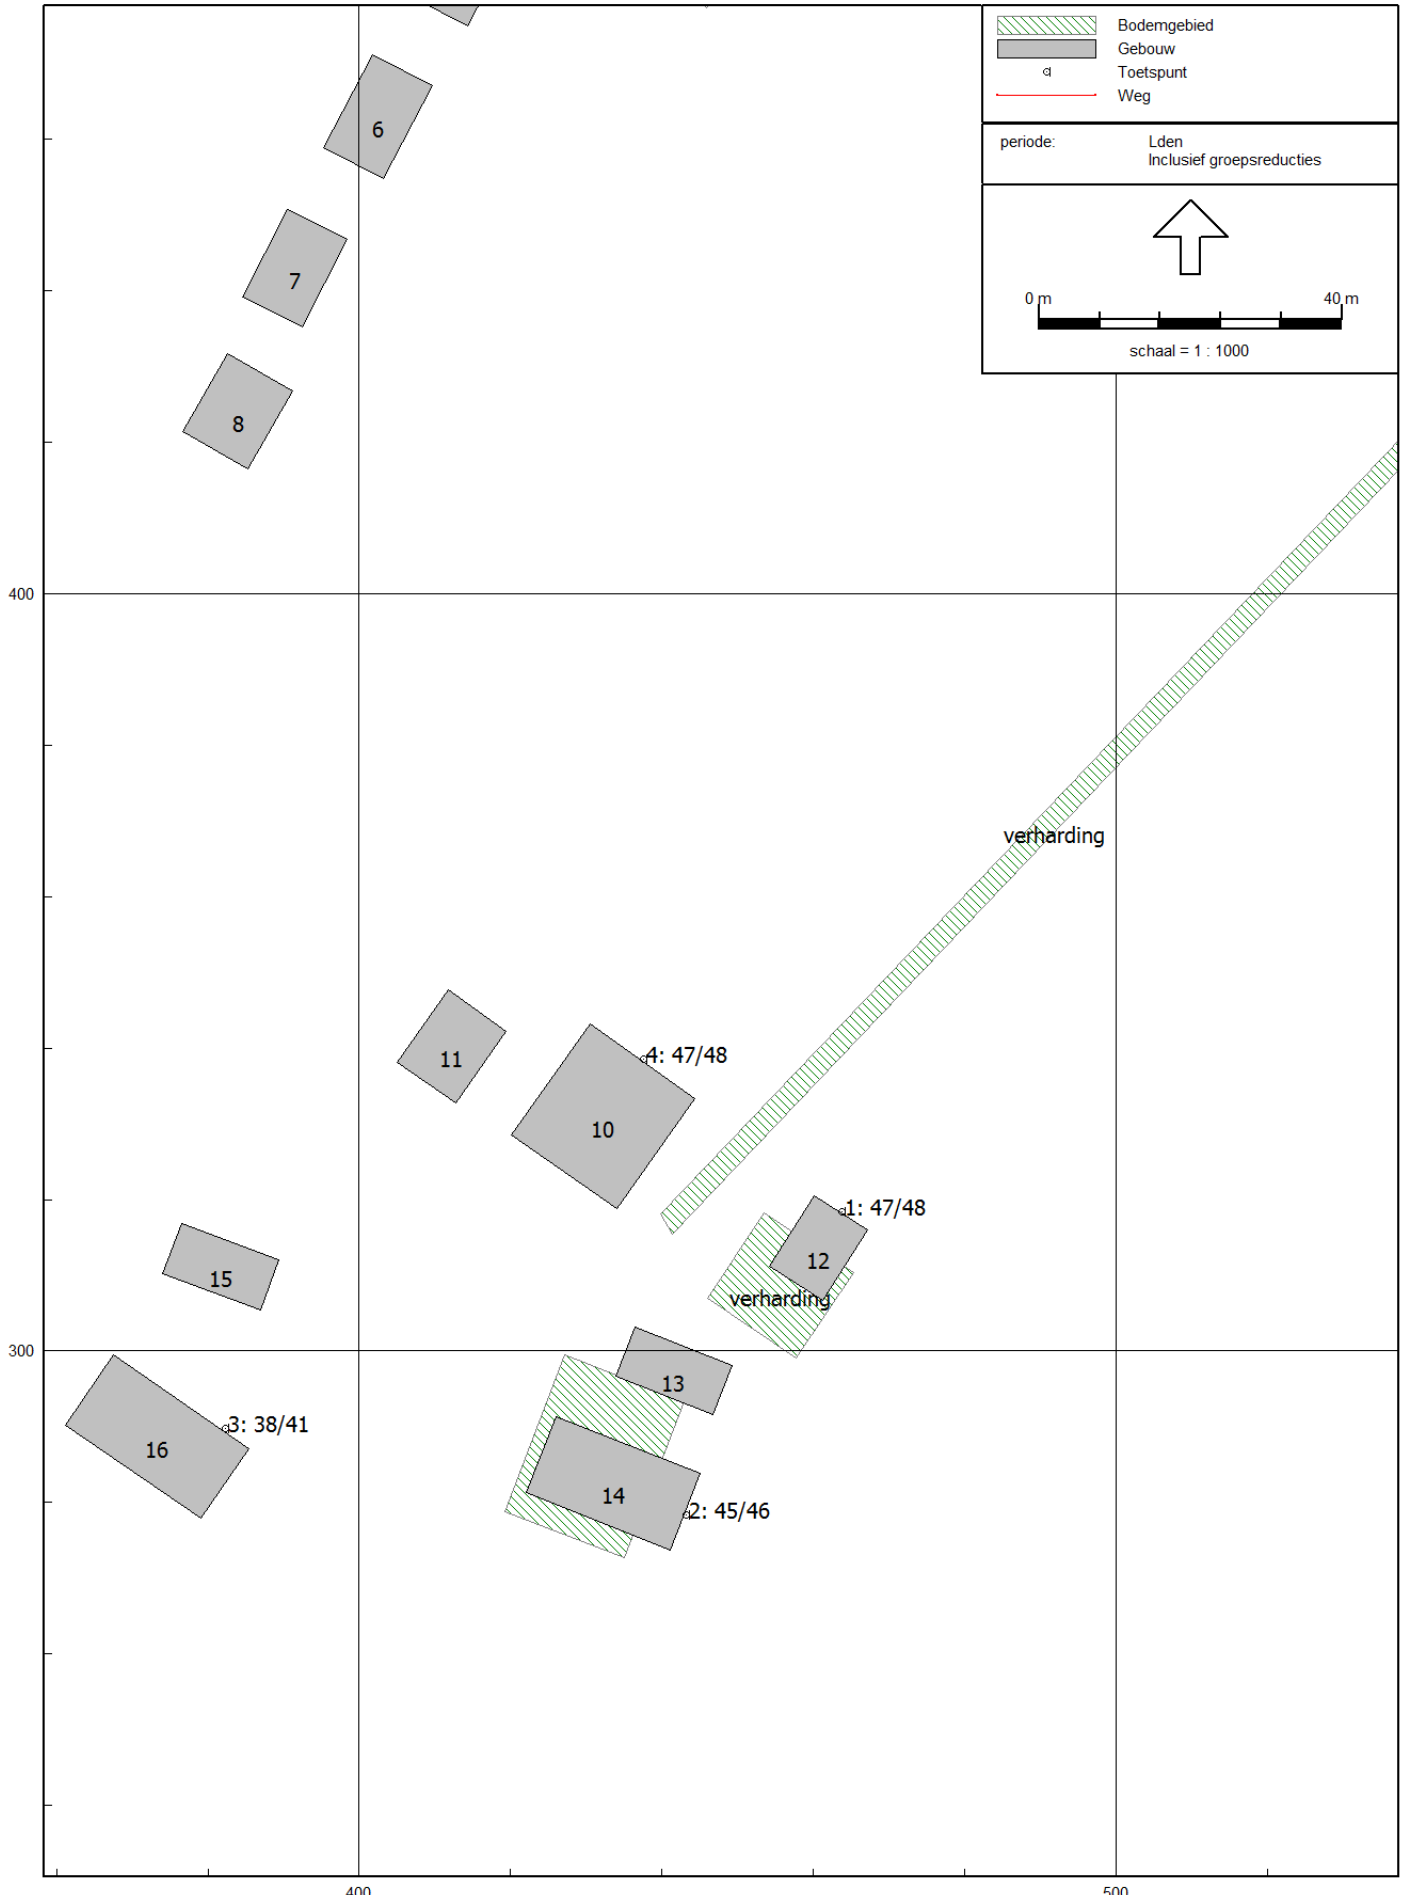 Bodemgebied
Gebouw
Toetspunt
Weg
periode: Lden
Inclusief groepsreducties
0 m 40 m
schaal = 1 : 1000
6
7
8
400
verharding
11
4: 47/48
10
1: 47/48
12
15
verharding
300
13
3: 38/41
16
14
2: 45/46
400 500